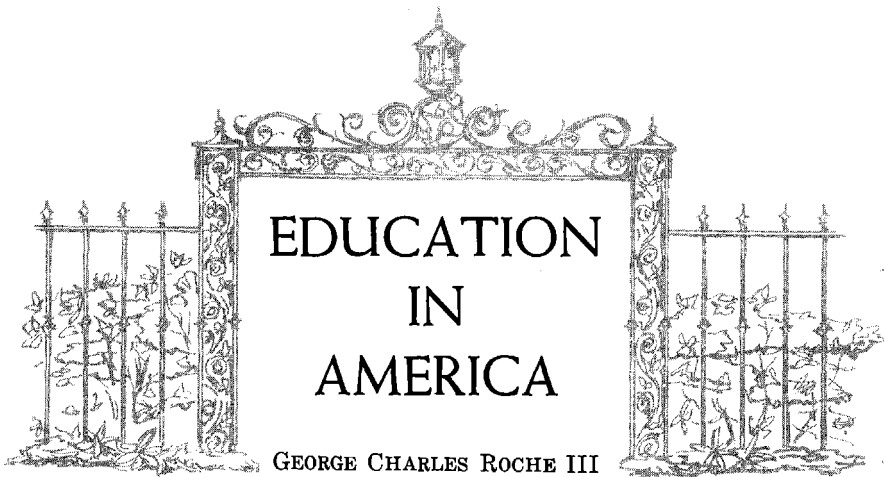 EDUCATION
IN
AMERICA
GEORGE CHARLES ROCHE III